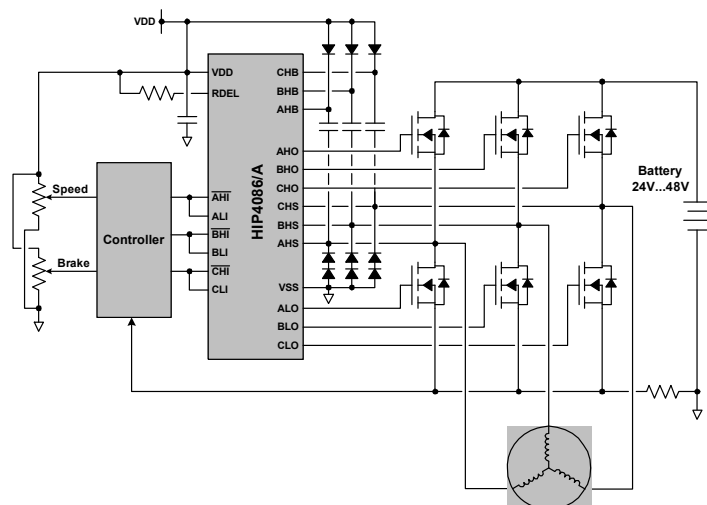 VDD
VDD
RDEL
CHB
BHB
AHB
AHO
BHO
CHO
CHS
BHS
AHS
VSS
ALO
BLO
CLO
HIP4086/A
AHI
ALI
BHI
BLI
CHI
CLI
Speed
Brake
Controller
Battery
24V...48V